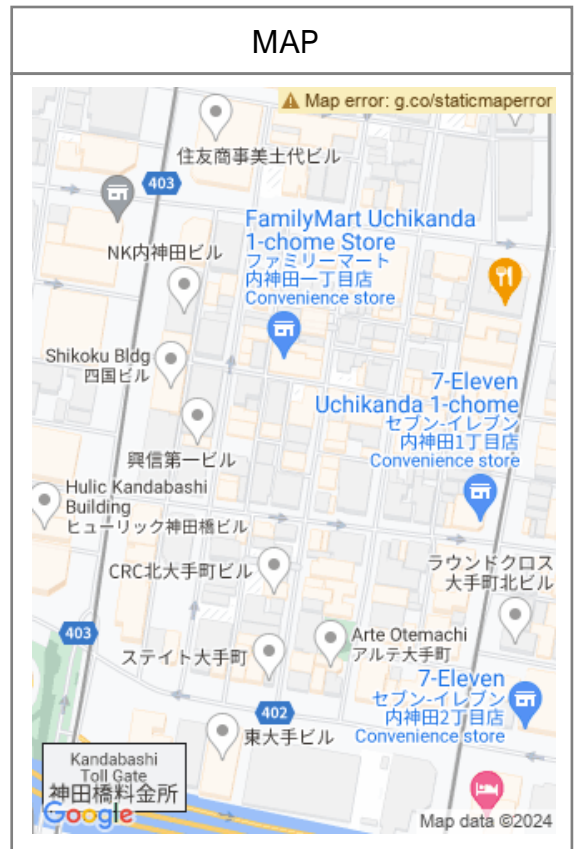 MAP
Map error: g.co/staticmaperror
住友商事美土代ビル
403
FamilyMart Uchikanda
1-chome Store
ファミリーマート
内神田一丁目店
Convenience store
NK内神田ビル
Shikoku Bldg
四国ビル
7-Eleven
Uchikanda 1-chome
セブン-イレブン
内神田1丁目店
Convenience store
興信第一ビル
Hulic Kandabashi
Building
ヒューリック神田橋ビル
CRC北大手町ビル
ラウンドクロス
大手町北ビル
403
ステイト大手町
Arte Otemachi
アルテ大手町
7-Eleven
セブン-イレブン
内神田2丁目店
Convenience store
402
東大手ビル
Kandabashi
Toll Gate
神田橋料金所
Google
Map data ©2024